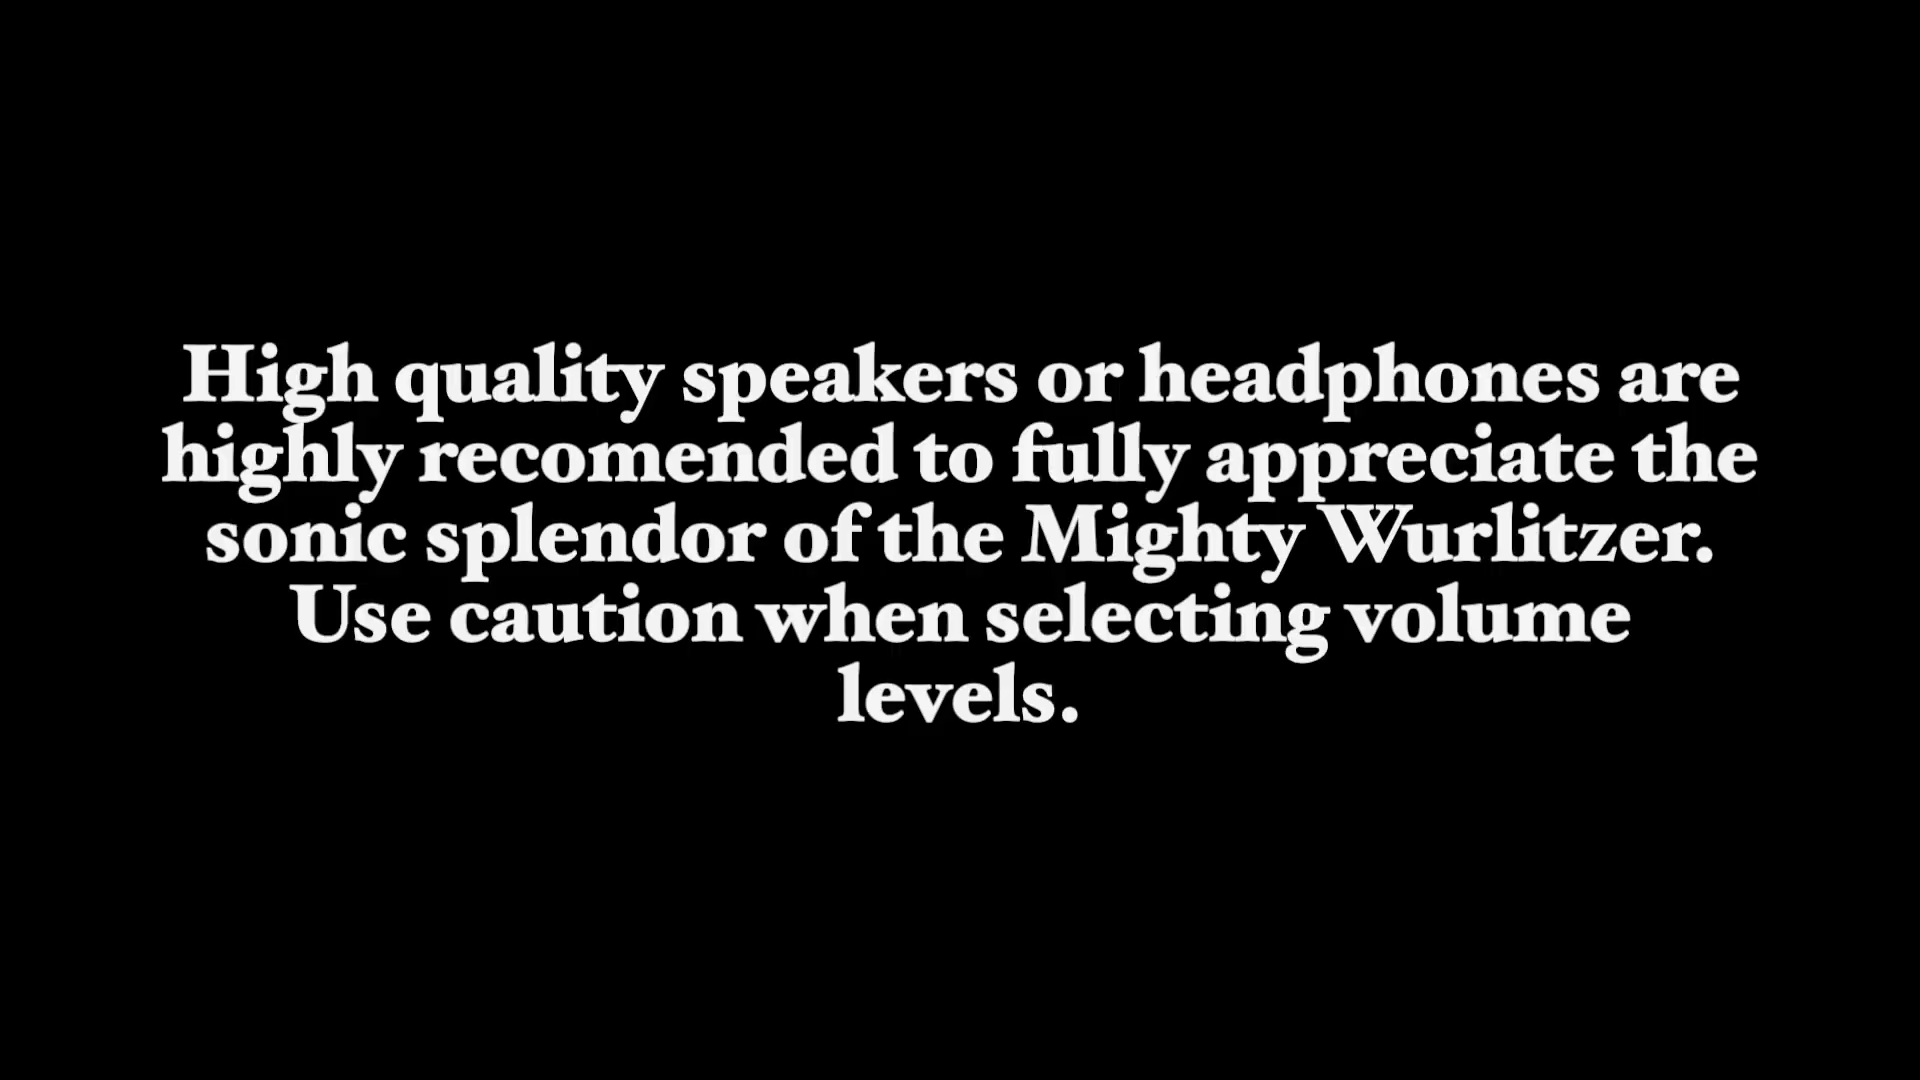 High quality speakers or headphones are
highly recomended to fully appreciate the
sonic splendor of the Mighty Wurlitzer.
Use caution when selecting volume
levels.